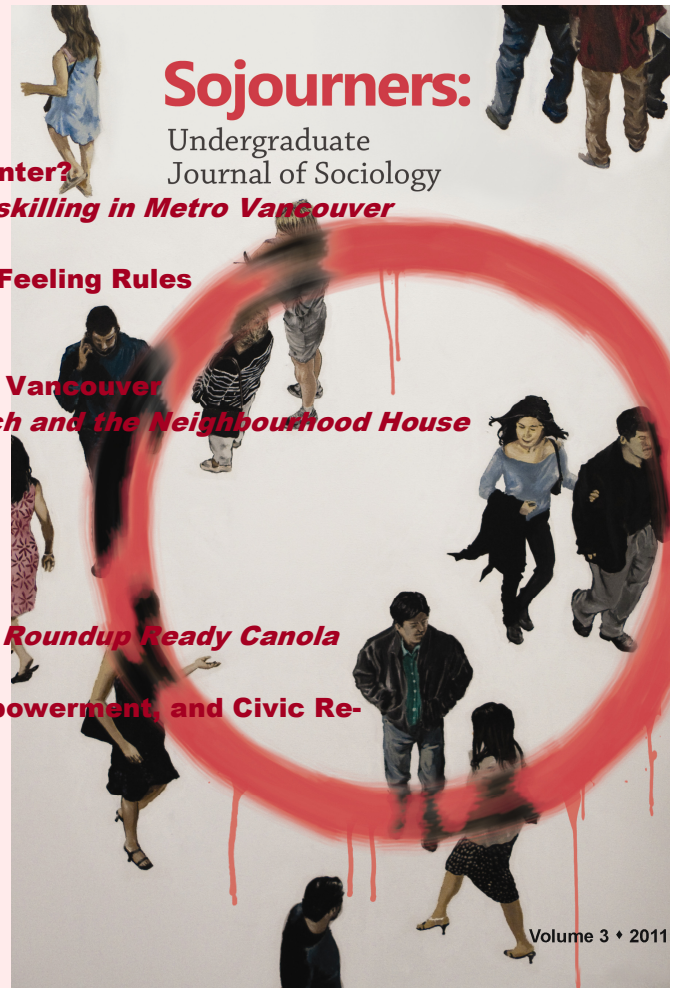 Sojourners:
Undergraduate
Journal of Sociology
nter?
skilling in Metro Vancouver
Feeling Rules
Vancouver
ch and the Neighbourhood House
Roundup Ready Canola
powerment, and Civic Re-
Volume 3 ♦ 2011